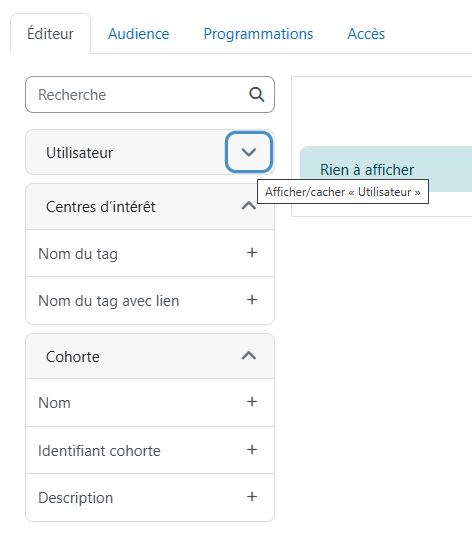 Éditeur Audience Programmations Accès
Recherche
Utilisateur
Rien à afficher
Afficher/cacher « Utilisateur »
Centres d'intérêt
Nom du tag
Nom du tag avec lien
Cohorte
Nom
Identifiant cohorte
Description